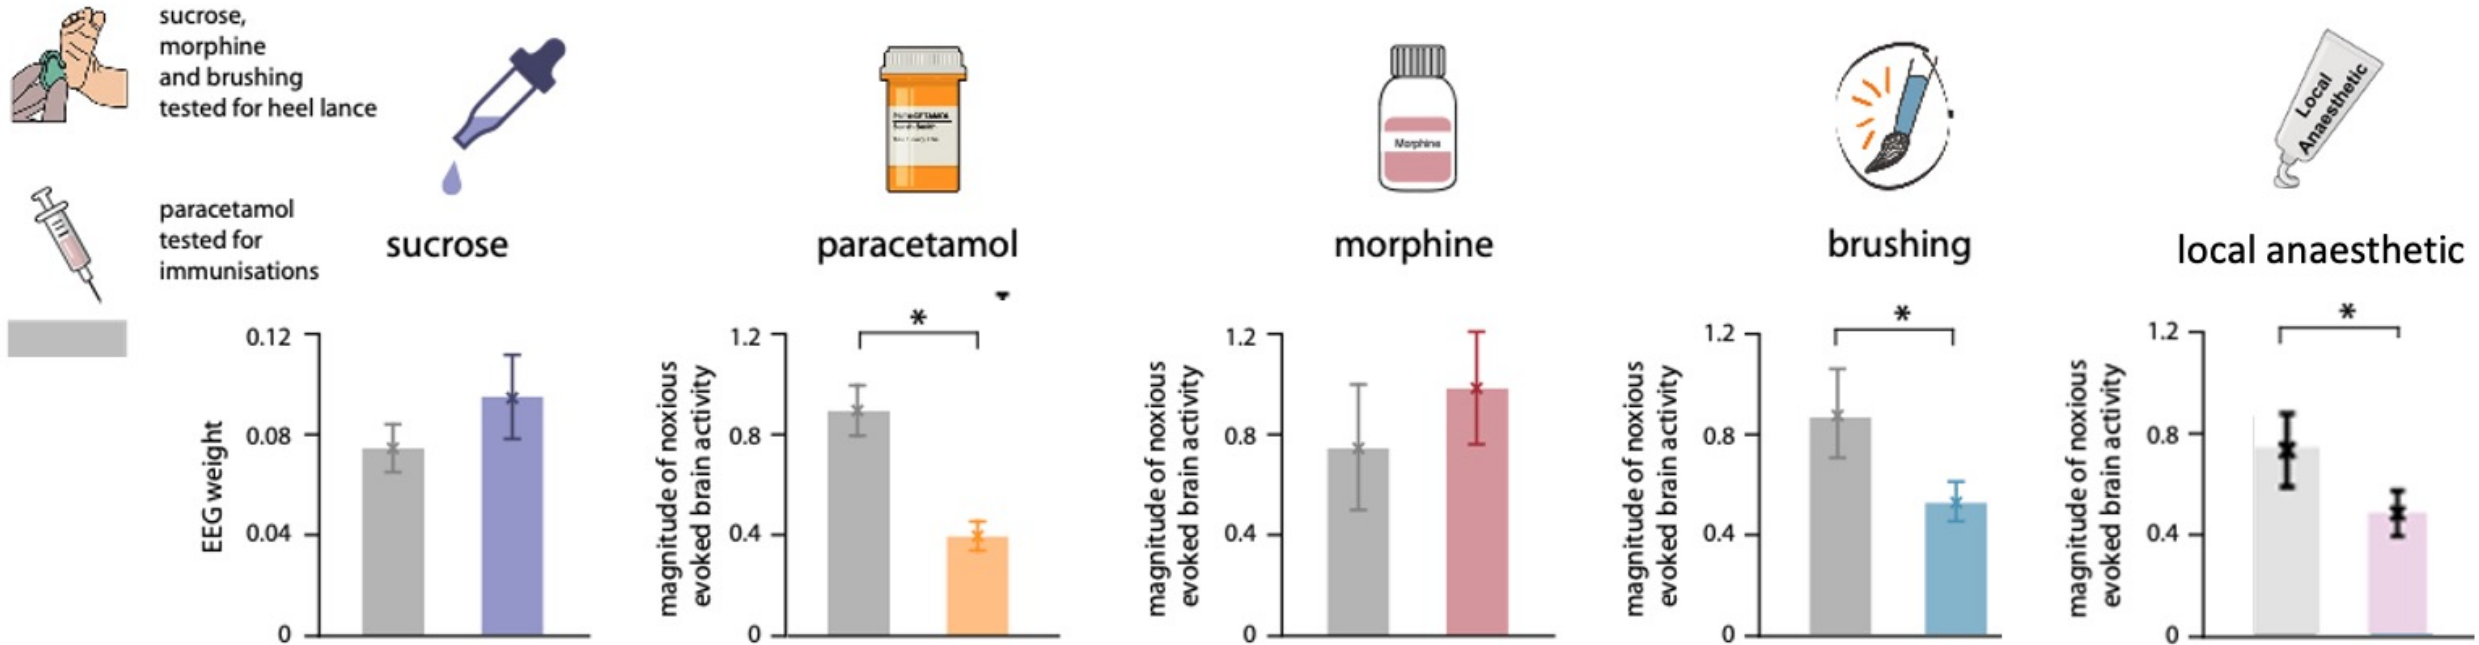 sucrose,
morphine
and brushing
tested for heel lance
paracetamol
tested for
immunisations
Morphine
Local
Anaesthetic
sucrose
paracetamol
morphine
brushing
local anaesthetic
EEG weight
0.12
0.08
0.04
0
magnitude of noxious
evoked brain activity
1.2
0.8
0.4
0
*
magnitude of noxious
evoked brain activity
1.2
0.8
0.4
0
magnitude of noxious
evoked brain activity
1.2
0.8
0.4
0
*
magnitude of noxious
evoked brain activity
1.2
0.8
0.4
0
*